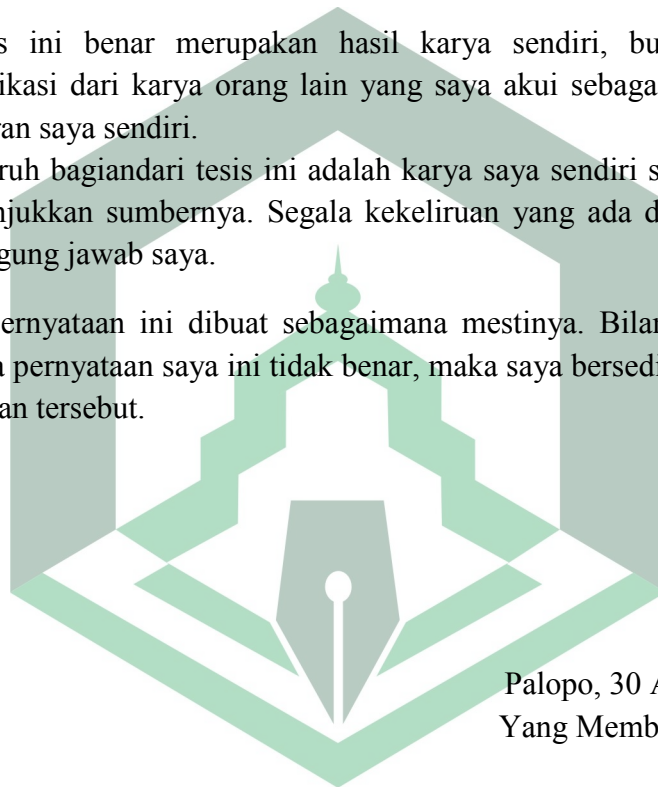 s ini benar merupakan hasil karya sendiri, bu
ikasi dari karya orang lain yang saya akui sebaga
ran saya sendiri.
ruh bagiandari tesis ini adalah karya saya sendiri s
njukkan sumbernya. Segala kekeliruan yang ada d
gung jawab saya.
ernyataan ini dibuat sebagaimana mestinya. Bilan
a pernyataan saya ini tidak benar, maka saya bersedi
an tersebut.
Palopo, 30 A
Yang Memb